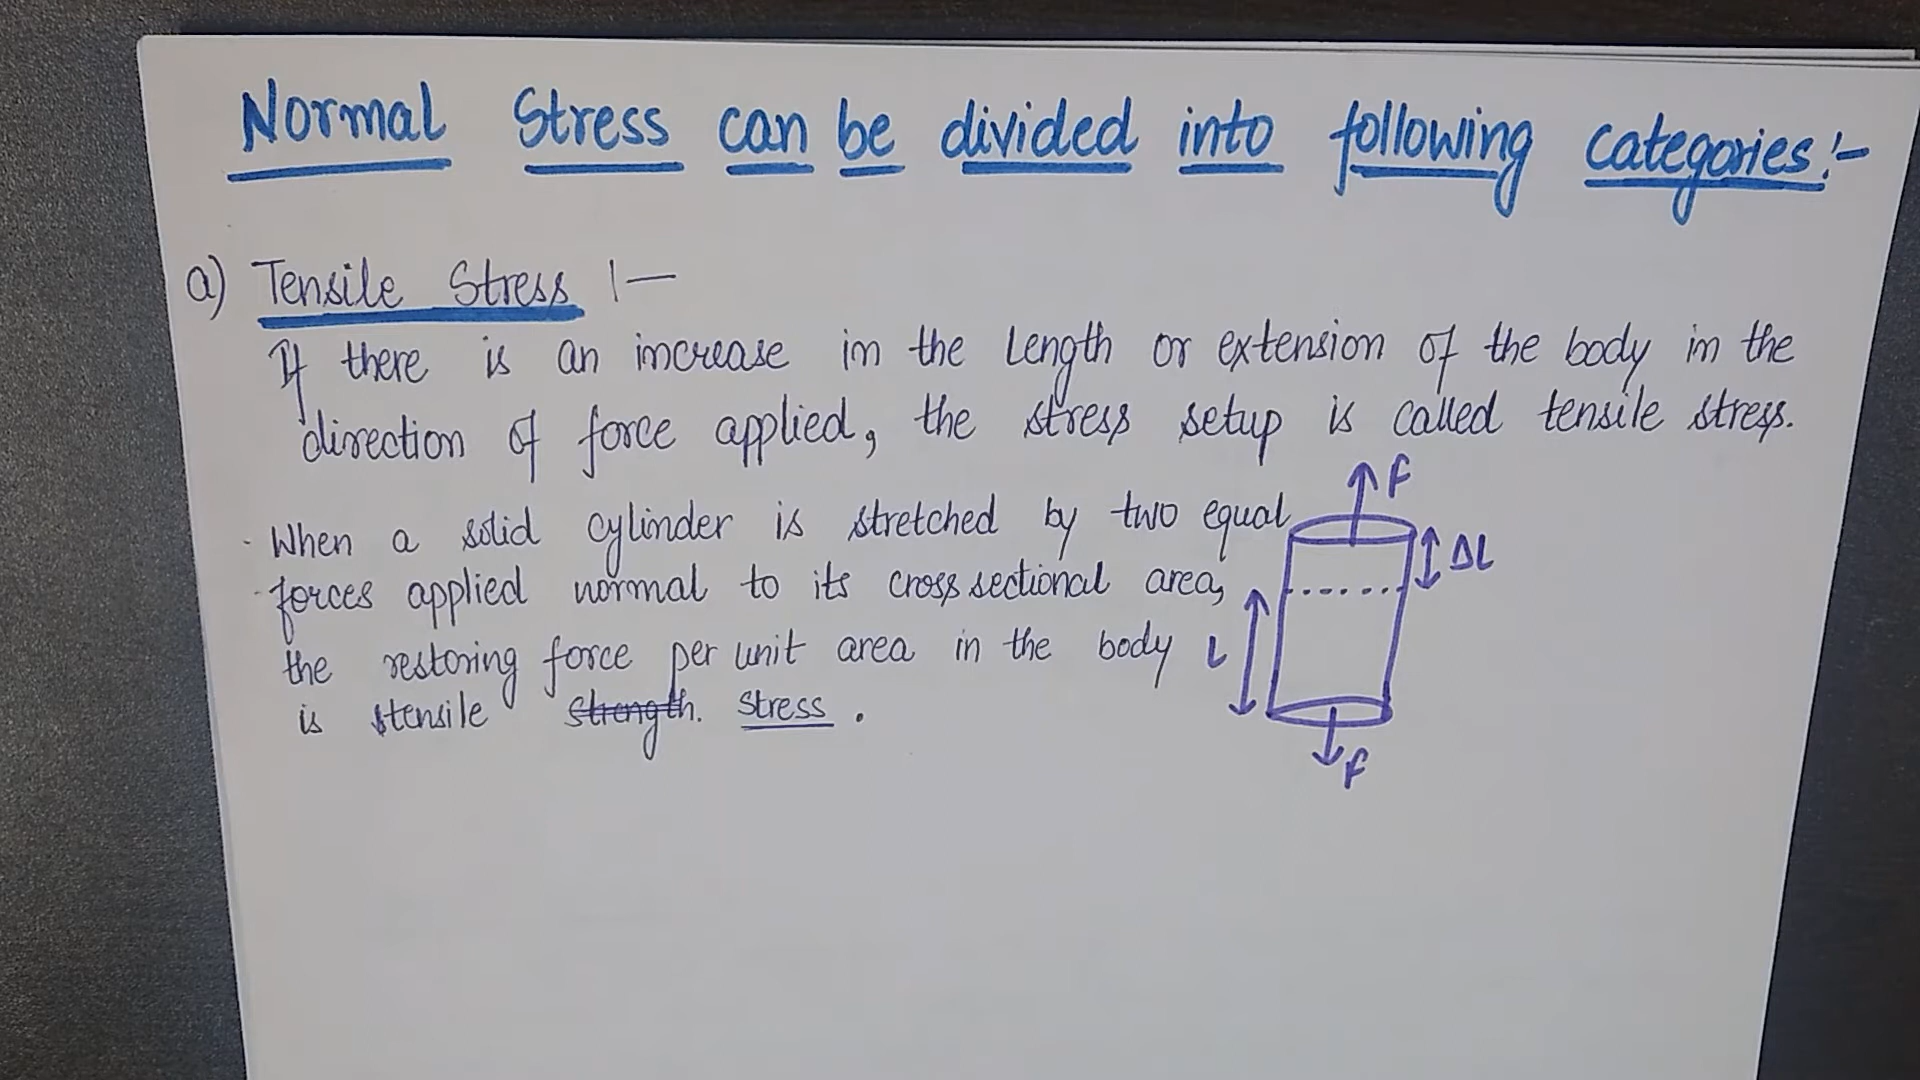 Normal Stress can be divided into following categories:-
a) Tensile Stress :-
If there is an increase in the length or extension of the body in the
direction of force applied, the stress setup is called tensile stress.
When a solid cylinder is stretched by two equal
forces applied normal to its cross sectional area,
the restoring force per unit area in the body
is tensile strength. Stress.
F
ΔL
L
F